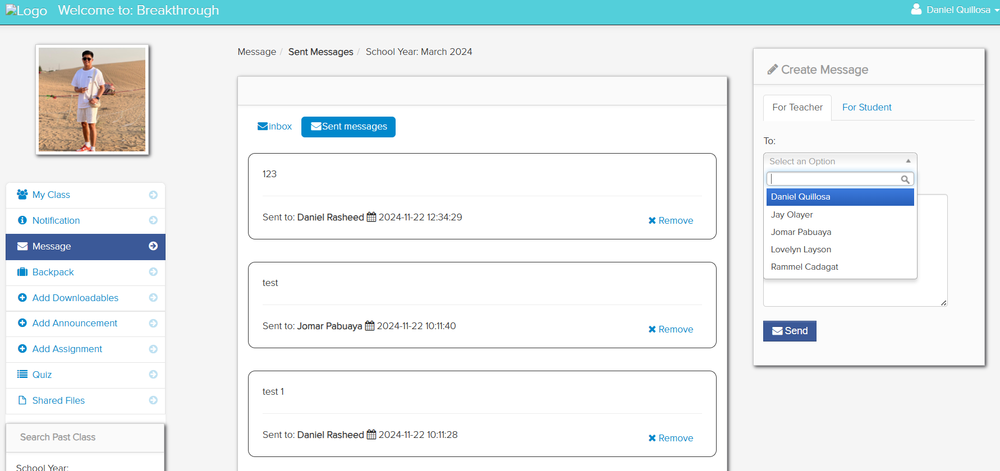 Logo Welcome to: Breakthrough
Daniel Quillosa
My Class
Notification
Message
Backpack
Add Downloadables
Add Announcement
Add Assignment
Quiz
Shared Files
Search Past Class
School Year:
Message / Sent Messages / School Year: March 2024
inbox
Sent messages
123
Sent to: Daniel Rasheed 2024-11-22 12:34:29
Remove
test
Sent to: Jomar Pabuaya 2024-11-22 10:11:40
Remove
test 1
Sent to: Daniel Rasheed 2024-11-22 10:11:28
Remove
Create Message
For Teacher
For Student
To:
Select an Option
Daniel Quillosa
Jay Olayer
Jomar Pabuaya
Lovelyn Layson
Rammel Cadagat
Send